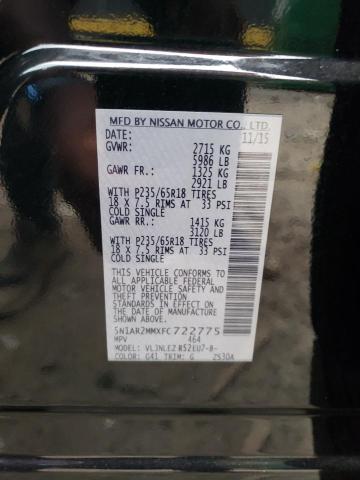 MFD BY NISSAN MOTOR CO., LTD.
DATE: 11/15
GVWR: 2715 KG
5986 LB
GAWR FR: 1325 KG
2921 LB
WITH P235/65R18 TIRES
18 X 7.5 RIMS AT 33 PSI
COLD SINGLE
GAWR RR: 1415 KG
3120 LB
WITH P235/65R18 TIRES
18 X 7.5 RIMS AT 33 PSI
COLD SINGLE
THIS VEHICLE CONFORMS TO
ALL APPLICABLE FEDERAL
MOTOR VEHICLE SAFETY
STANDARDS IN EFFECT ON
THE DATE OF MANUFACTURE
SHOWN ABOVE.
5N1AR2MMXFC722775
MPV 464
MODEL: VLJNLEZ R52EU7-B-
COLOR: G41 TRIM: G ZS30A